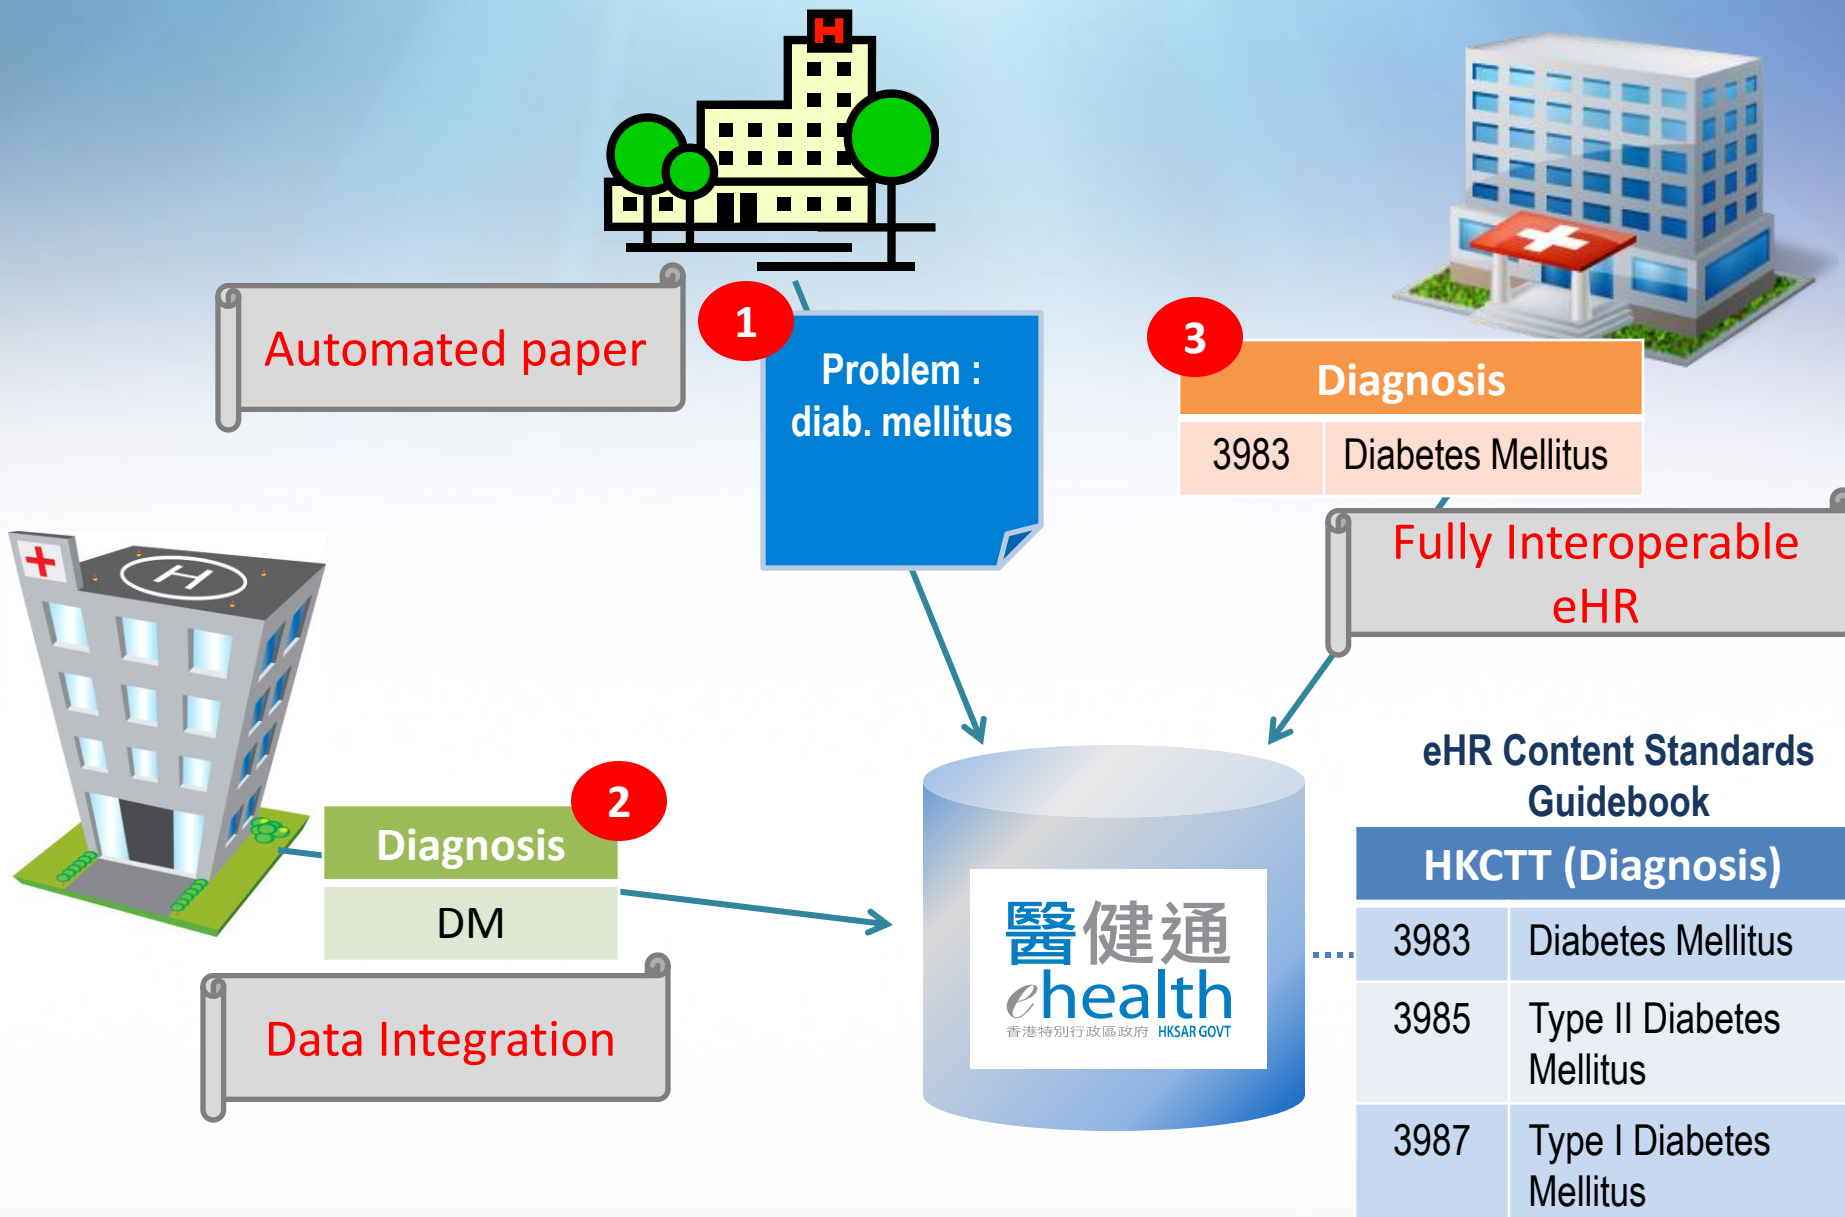 H
Automated paper
1
Problem :
diab. mellitus
3
Diagnosis
3983 Diabetes Mellitus
Fully Interoperable
eHR
H
2
Diagnosis
DM
Data Integration
醫健通
ehealth
香港特別行政區政府 HKSAR GOVT
eHR Content Standards
Guidebook
HKCTT (Diagnosis)
3983 Diabetes Mellitus
3985 Type II Diabetes
Mellitus
3987 Type I Diabetes
Mellitus